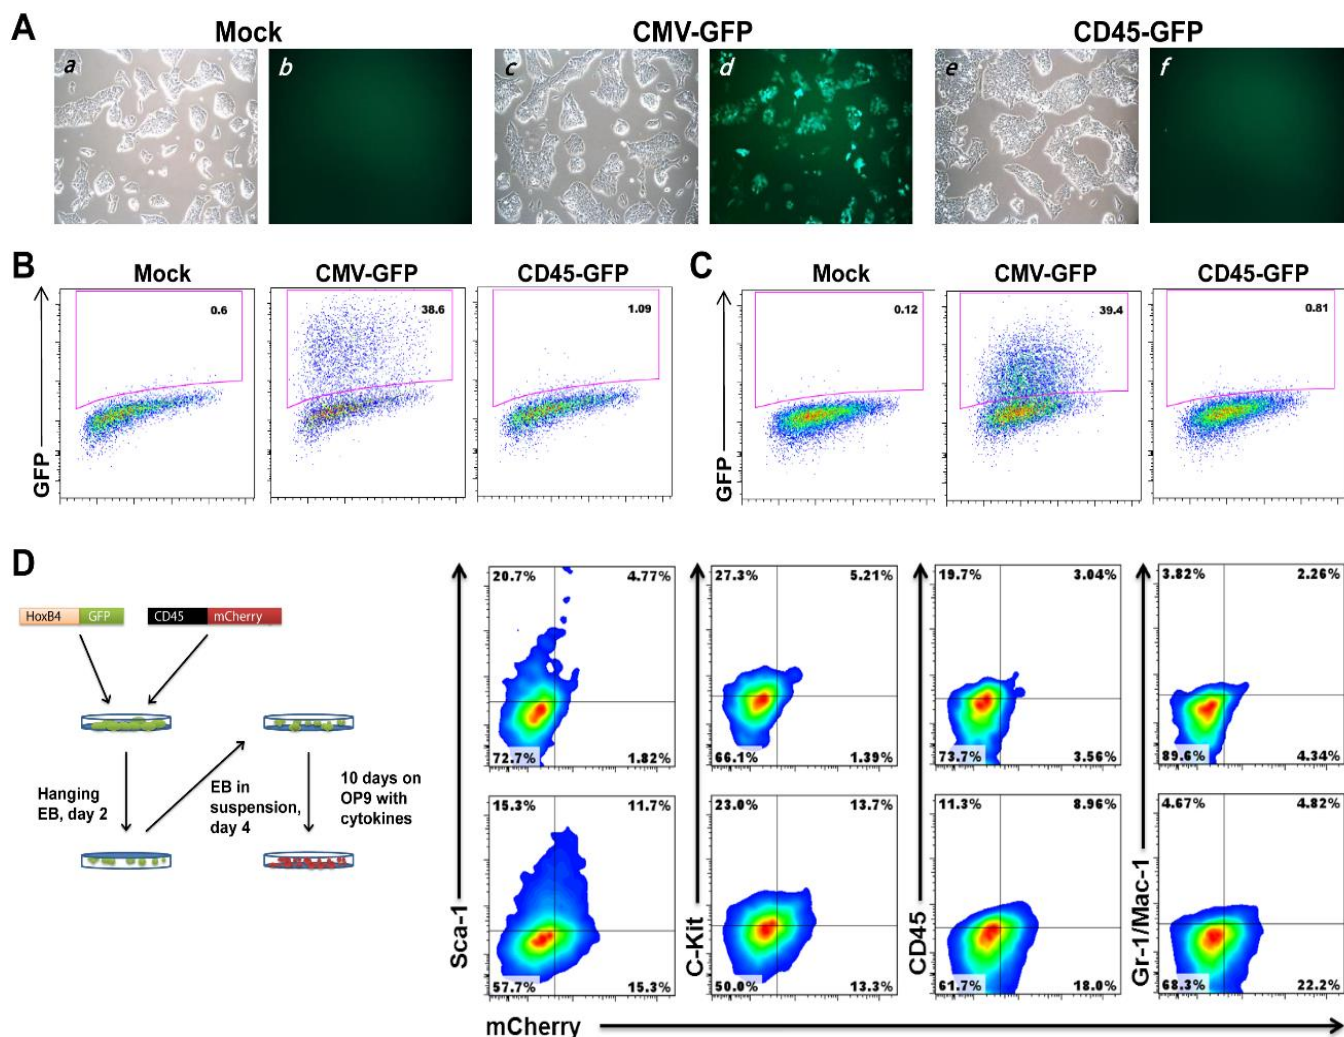 A
Mock
CMV-GFP
CD45-GFP
a
b
c
d
e
f
B
Mock
CMV-GFP
CD45-GFP
GFP
0.6
38.6
1.09
C
Mock
CMV-GFP
CD45-GFP
GFP
0.12
39.4
0.81
D
HoxB4 GFP
CD45 mCherry
Hanging
EB, day 2
EB in
suspension,
day 4
10 days on
OP9 with
cytokines
Sca-1
20.7% 4.77%
72.7% 1.82%
15.3% 11.7%
57.7% 15.3%
C-Kit
27.3% 5.21%
66.1% 1.39%
23.0% 13.7%
50.0% 13.3%
CD45
19.7% 3.04%
73.7% 3.56%
11.3% 8.96%
61.7% 18.0%
Gr-1/Mac-1
3.82% 2.26%
89.6% 4.34%
4.67% 4.82%
68.3% 22.2%
mCherry